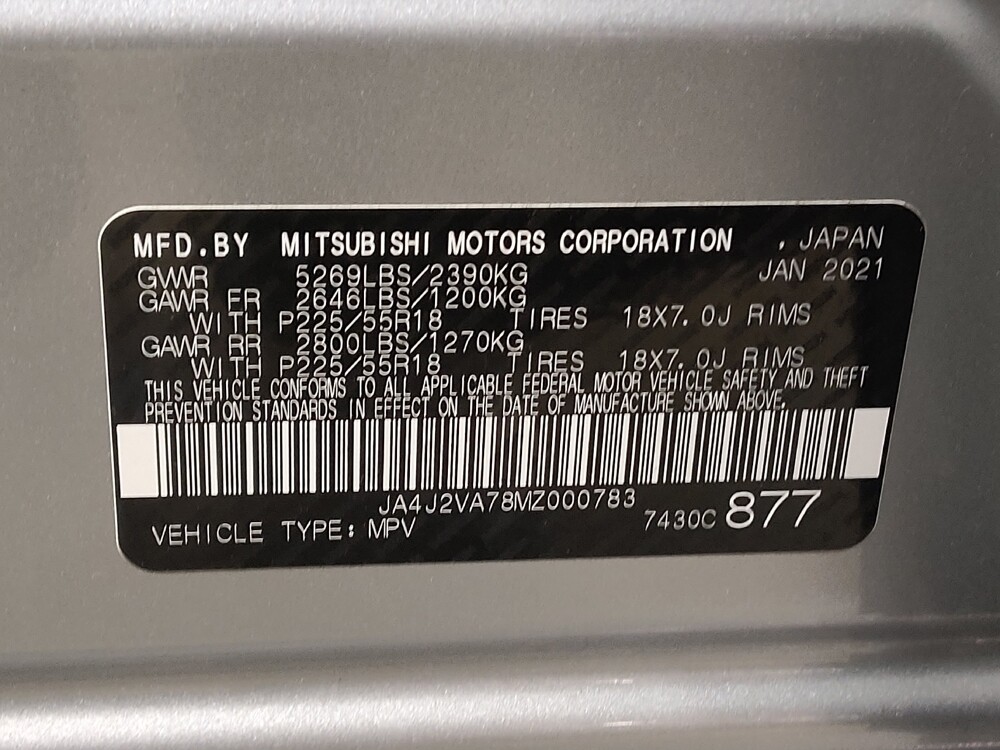 MFD.BY MITSUBISHI MOTORS CORPORATION . JAPAN
GVWR 5269LBS/2390KG JAN 2021
GAWR FR 2646LBS/1200KG
WITH P225/55R18 TIRES 18X7.0J RIMS
GAWR RR 2800LBS/1270KG
WITH P225/55R18 TIRES 18X7.0J RIMS
THIS VEHICLE CONFORMS TO ALL APPLICABLE FEDERAL MOTOR VEHICLE SAFETY AND THEFT
PREVENTION STANDARDS IN EFFECT ON THE DATE OF MANUFACTURE SHOWN ABOVE.
JA4J2VA78MZ000783
VEHICLE TYPE: MPV 7430C 877